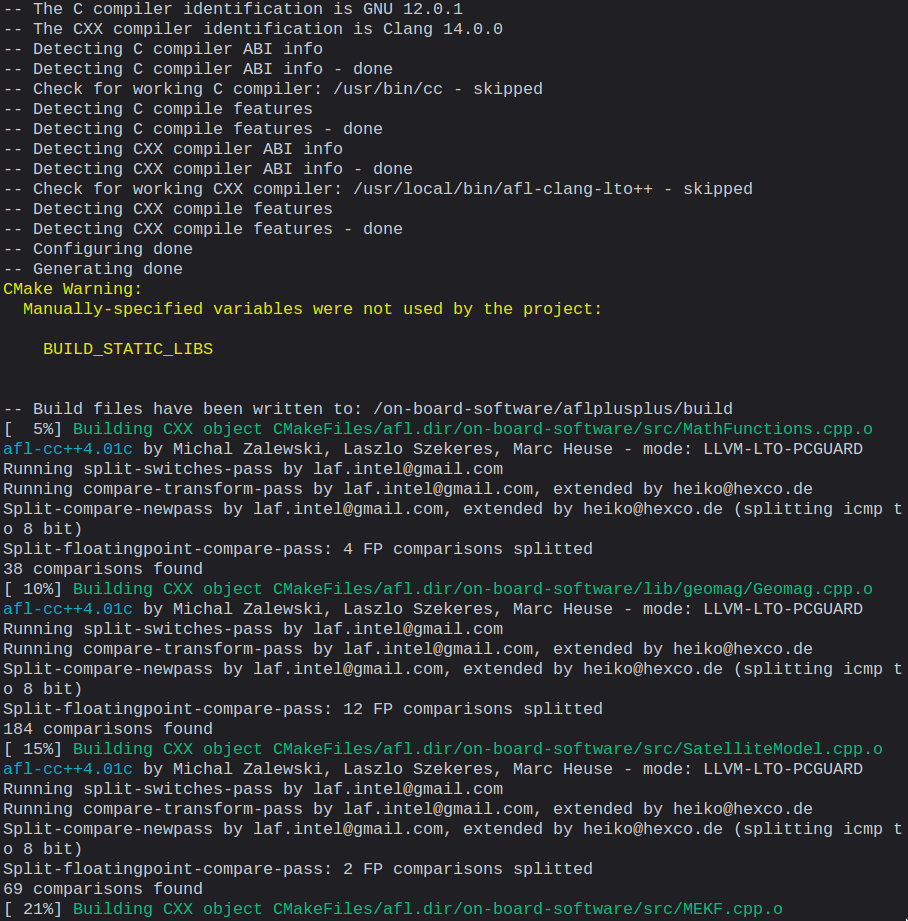 -- The C compiler identification is GNU 12.0.1
-- The CXX compiler identification is Clang 14.0.0
-- Detecting C compiler ABI info
-- Detecting C compiler ABI info - done
-- Check for working C compiler: /usr/bin/cc - skipped
-- Detecting C compile features
-- Detecting C compile features - done
-- Detecting CXX compiler ABI info
-- Detecting CXX compiler ABI info - done
-- Check for working CXX compiler: /usr/local/bin/afl-clang-lto++ - skipped
-- Detecting CXX compile features
-- Detecting CXX compile features - done
-- Configuring done
-- Generating done
CMake Warning:
  Manually-specified variables were not used by the project:

    BUILD_STATIC_LIBS


-- Build files have been written to: /on-board-software/aflplusplus/build
[  5%] Building CXX object CMakeFiles/afl.dir/on-board-software/src/MathFunctions.cpp.o
afl-cc++4.01c by Michal Zalewski, Laszlo Szekeres, Marc Heuse - mode: LLVM-LTO-PCGUARD
Running split-switches-pass by laf.intel@gmail.com
Running compare-transform-pass by laf.intel@gmail.com, extended by heiko@hexco.de
Split-compare-newpass by laf.intel@gmail.com, extended by heiko@hexco.de (splitting icmp t
o 8 bit)
Split-floatingpoint-compare-pass: 4 FP comparisons splitted
38 comparisons found
[ 10%] Building CXX object CMakeFiles/afl.dir/on-board-software/lib/geomag/Geomag.cpp.o
afl-cc++4.01c by Michal Zalewski, Laszlo Szekeres, Marc Heuse - mode: LLVM-LTO-PCGUARD
Running split-switches-pass by laf.intel@gmail.com
Running compare-transform-pass by laf.intel@gmail.com, extended by heiko@hexco.de
Split-compare-newpass by laf.intel@gmail.com, extended by heiko@hexco.de (splitting icmp t
o 8 bit)
Split-floatingpoint-compare-pass: 12 FP comparisons splitted
184 comparisons found
[ 15%] Building CXX object CMakeFiles/afl.dir/on-board-software/src/SatelliteModel.cpp.o
afl-cc++4.01c by Michal Zalewski, Laszlo Szekeres, Marc Heuse - mode: LLVM-LTO-PCGUARD
Running split-switches-pass by laf.intel@gmail.com
Running compare-transform-pass by laf.intel@gmail.com, extended by heiko@hexco.de
Split-compare-newpass by laf.intel@gmail.com, extended by heiko@hexco.de (splitting icmp t
o 8 bit)
Split-floatingpoint-compare-pass: 2 FP comparisons splitted
69 comparisons found
[ 21%] Building CXX object CMakeFiles/afl.dir/on-board-software/src/MEKF.cpp.o